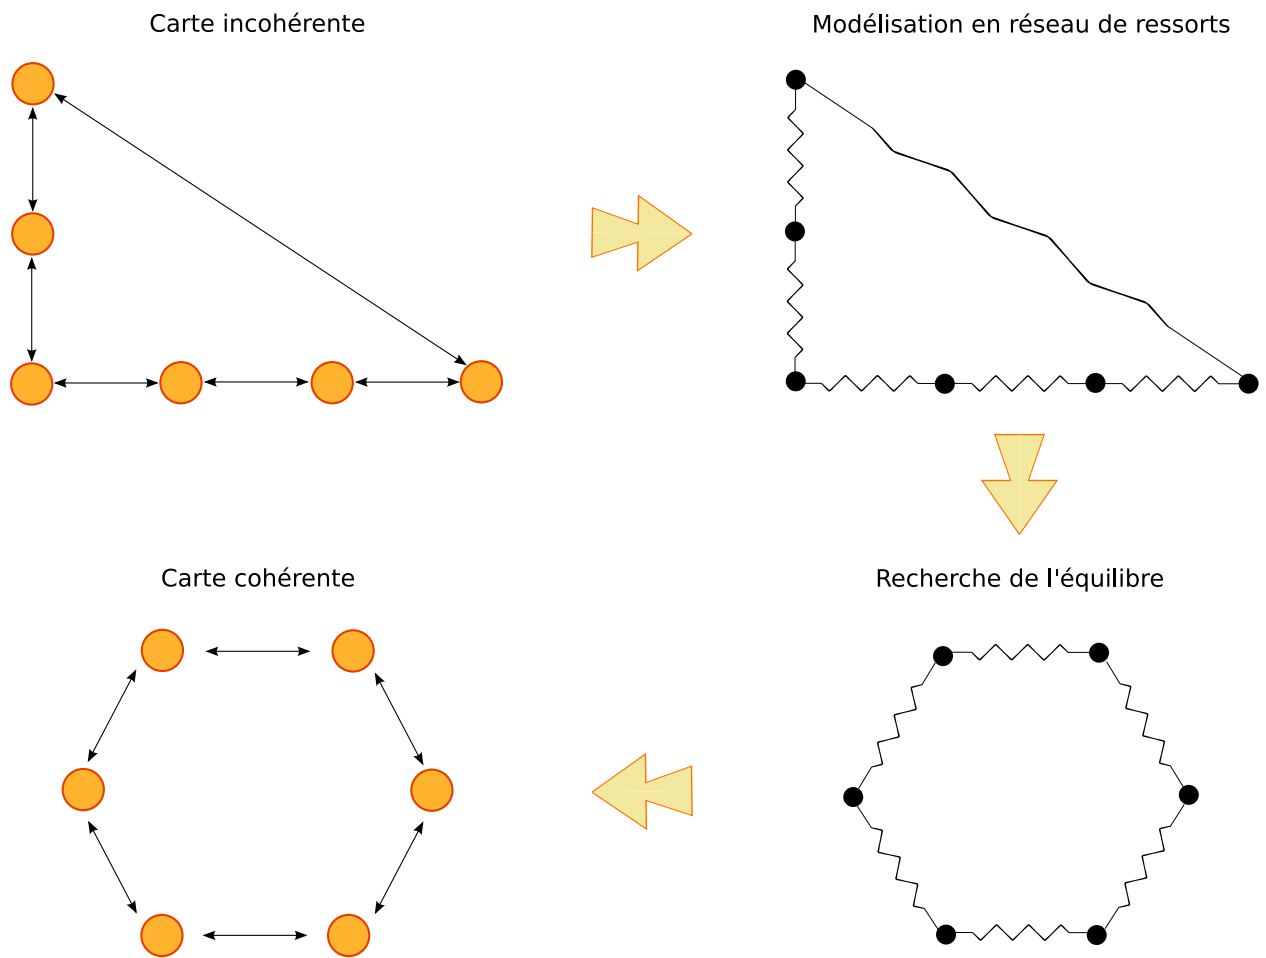 Carte incohérente
Modélisation en réseau de ressorts
Carte cohérente
Recherche de l'équilibre